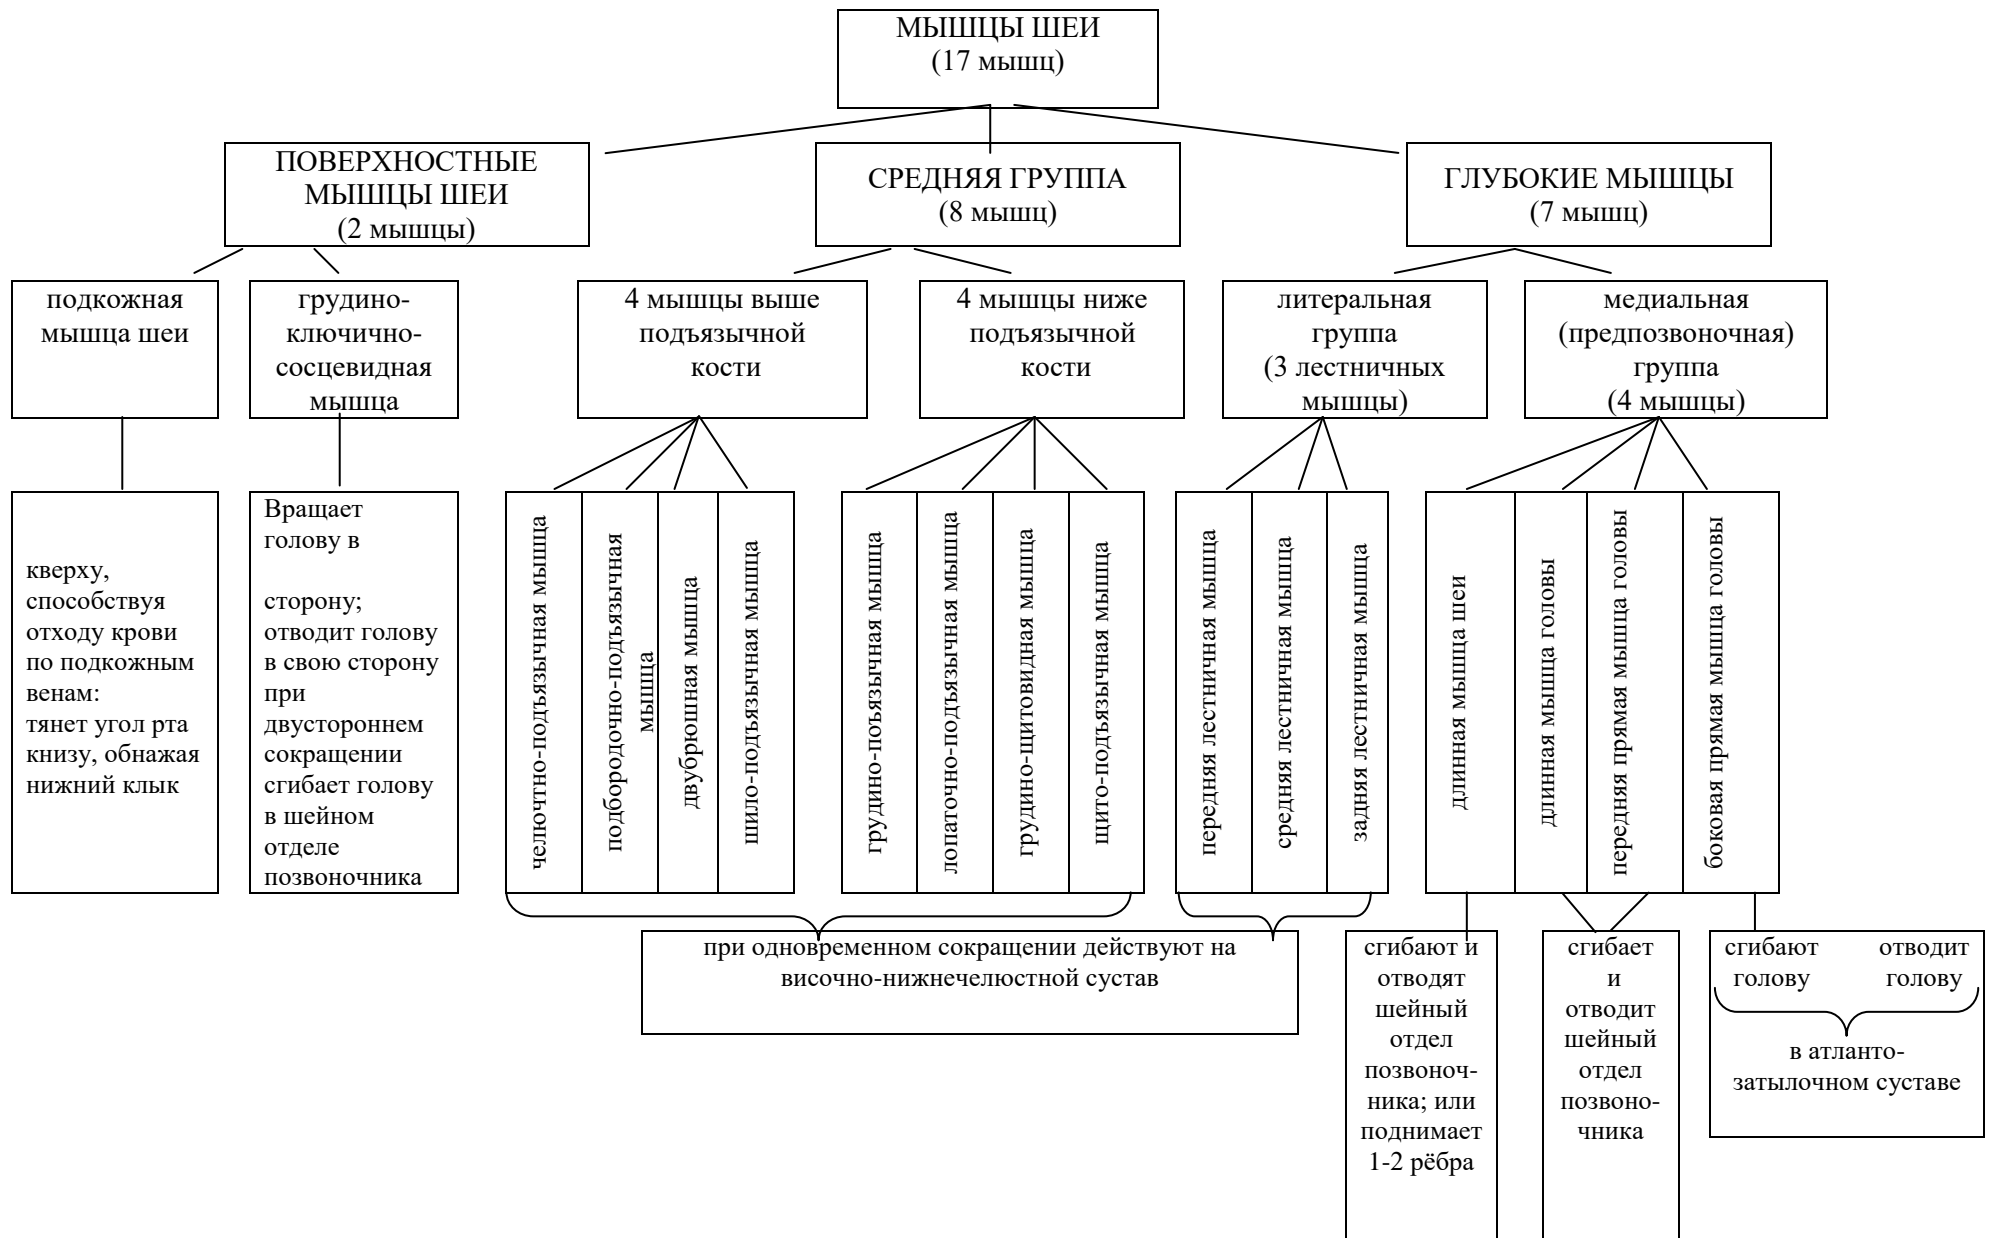 МЫШЦЫ ШЕИ
(17 мышц)
ПОВЕРХНОСТНЫЕ
МЫШЦЫ ШЕИ
(2 мышцы)
СРЕДНЯЯ ГРУППА
(8 мышц)
ГЛУБОКИЕ МЫШЦЫ
(7 мышц)
подкожная
мышца шеи
грудино-
ключично-
сосцевидная
мышца
4 мышцы выше
подъязычной
кости
4 мышцы ниже
подъязычной
кости
литеральная
группа
(3 лестничных
мышцы)
медиальная
(предпозвоночная)
группа
(4 мышцы)
кверху,
способствуя
отходу крови
по подкожным
венам:
тянет угол рта
книзу, обнажая
нижний клык
Вращает
голову в
сторону;
отводит голову
в свою сторону
при
двустороннем
сокращении
сгибает голову
в шейном
отделе
позвоночника
челючтно-подъязычная мышца
подбородочно-подъязычная
мышца
двубрюшная мышца
шило-подъязычная мышца
грудино-поъязычная мышца
лопаточно-подъязычная мышца
грудино-щитовидная мышца
щито-подъязычная мышца
передняя лестничная мышца
средняя лестничная мышца
задняя лестничная мышца
длинная мышца шеи
длинная мышца головы
передняя прямая мышца головы
боковая прямая мышца головы
при одновременном сокращении действуют на
височно-нижнечелюстной сустав
сгибают и
отводят
шейный
отдел
позвоноч-
ника; или
поднимает
1-2 рёбра
сгибает
и
отводит
шейный
отдел
позвоно-
чника
сгибают отводит
голову голову
в атланто-
затылочном суставе